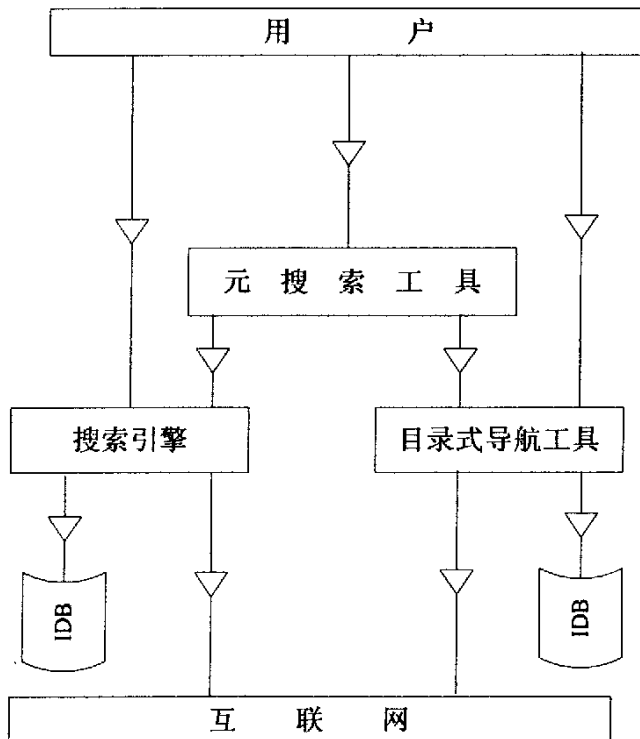 用 户
元 搜 索 工 具
搜索引擎
目录式导航工具
IDB
IDB
互 联 网